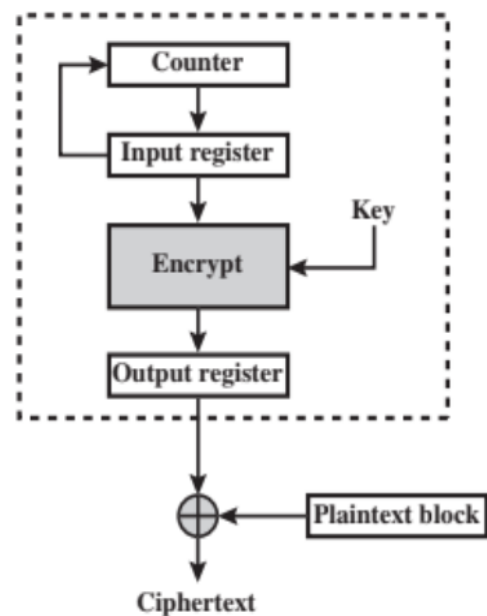 Counter
Input register
Key
Encrypt
Output register
Plaintext block
Ciphertext